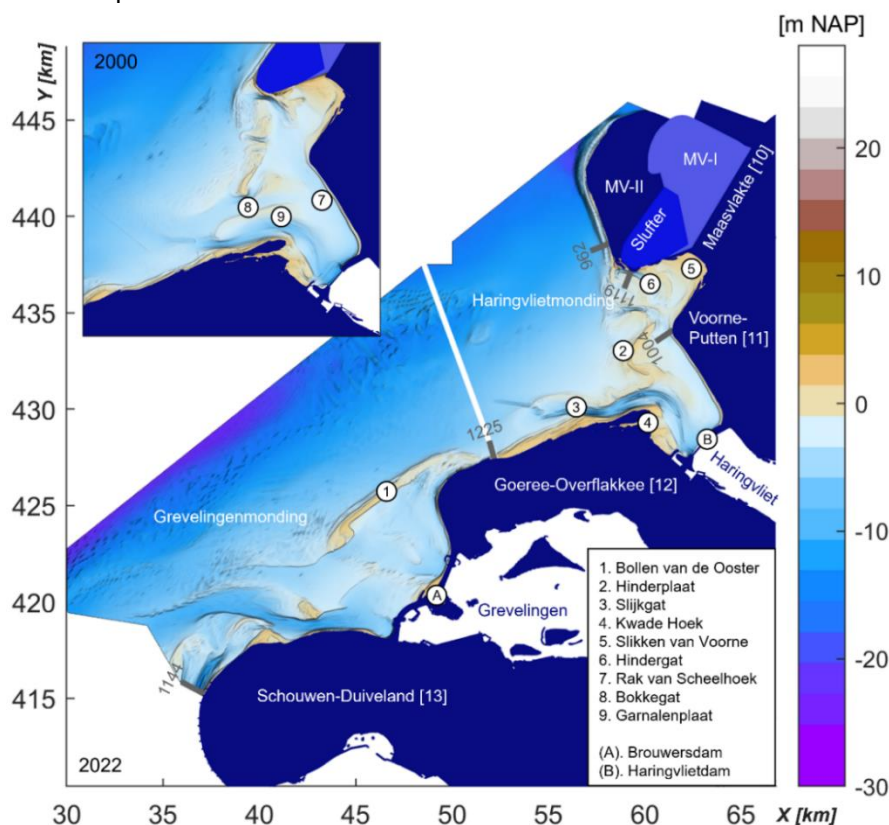 [m NAP]
2000
8
9
7
Y [km]
445
440
435
430
425
420
415
MV-II
MV-I
Slufter
Maasvlakte [10]
962
1119
5
6
Haringvlietmonding
Voorne-
Putten [11]
2
1004
3
4
B
Haringvliet
1225
Goeree-Overflakkee [12]
1
Grevelingenmonding
A
Grevelingen
1144
Schouwen-Duiveland [13]
2022
1. Bollen van de Ooster
2. Hinderplaat
3. Slijkgat
4. Kwade Hoek
5. Slikken van Voorne
6. Hindergat
7. Rak van Scheelhoek
8. Bokkegat
9. Garnalenplaat
(A). Brouwersdam
(B). Haringvlietdam
20
10
0
-10
-20
-30
30 35 40 45 50 55 60 65 X [km]